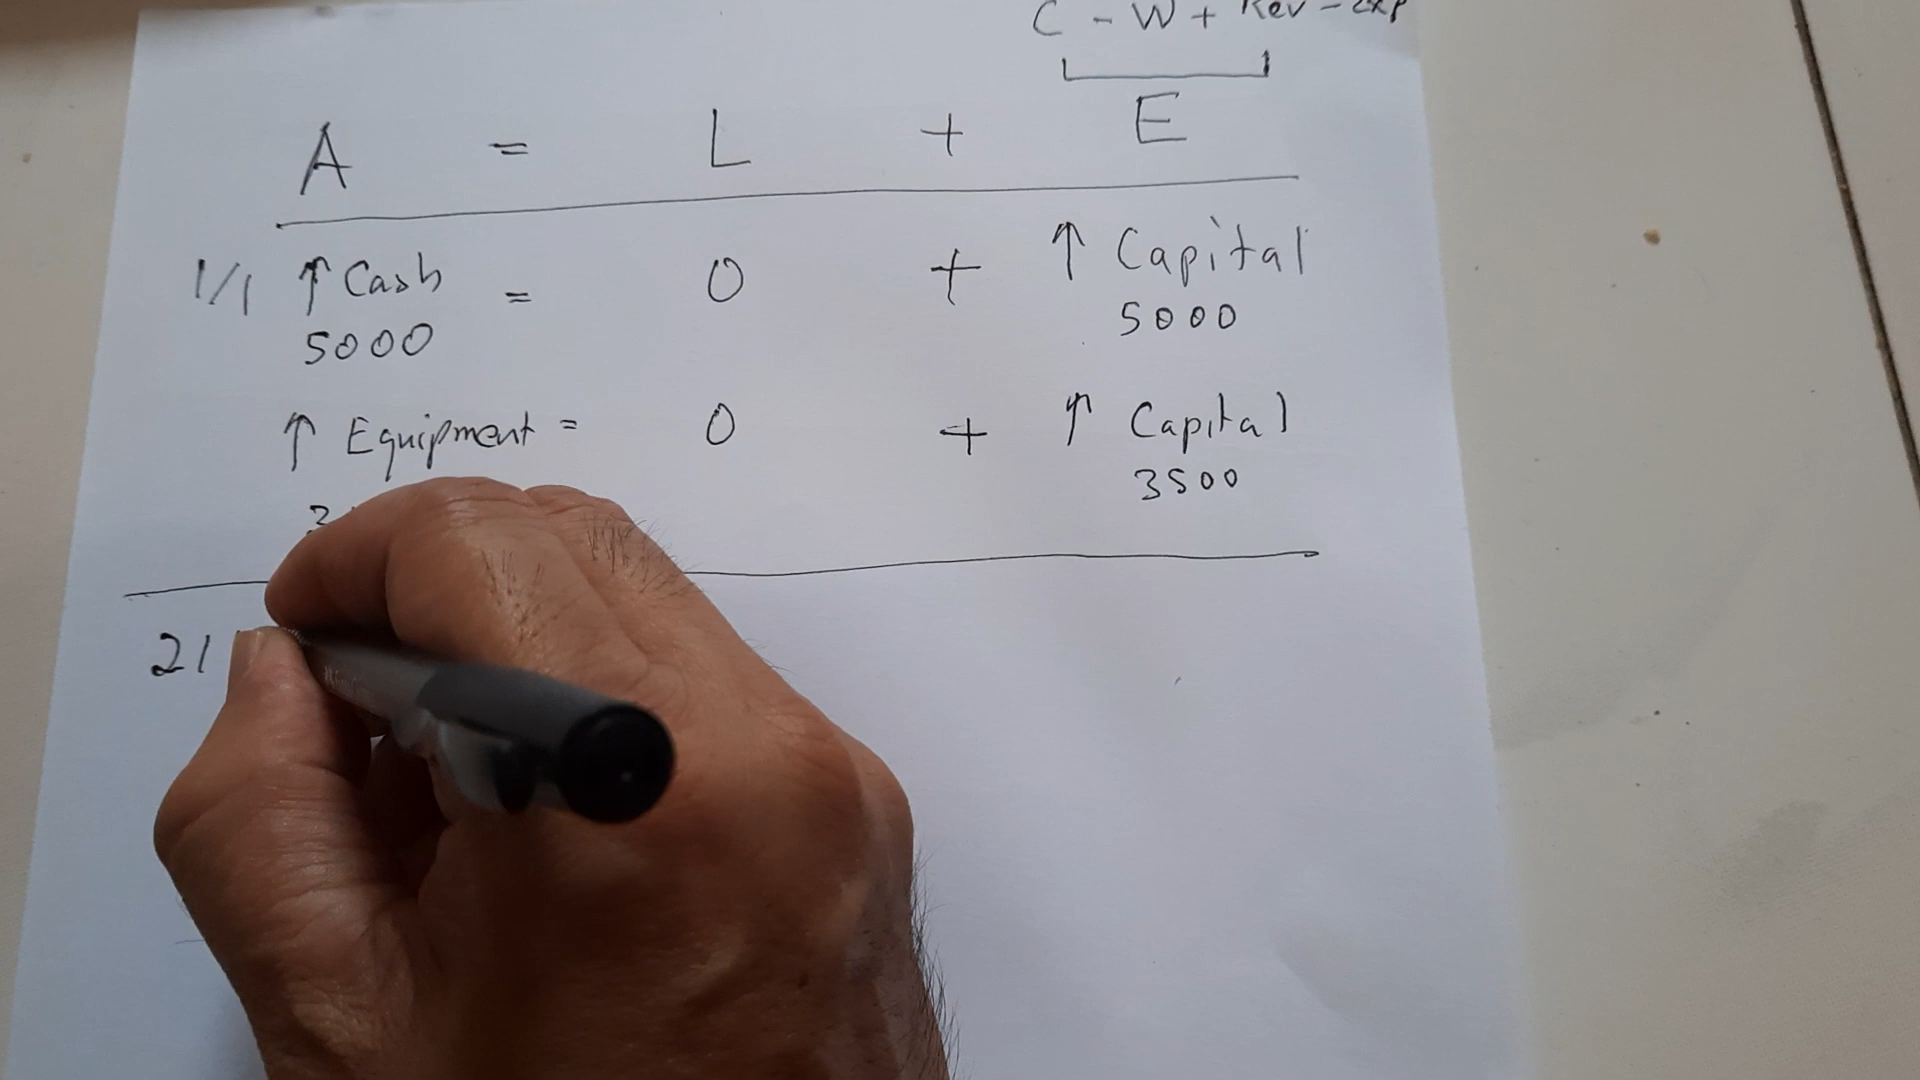 C - W + Rev - Exp
A = L + E
1/1 ↑ Cash = 0 + ↑ Capital
5000 5000
↑ Equipment = 0 + ↑ Capital
3500
21